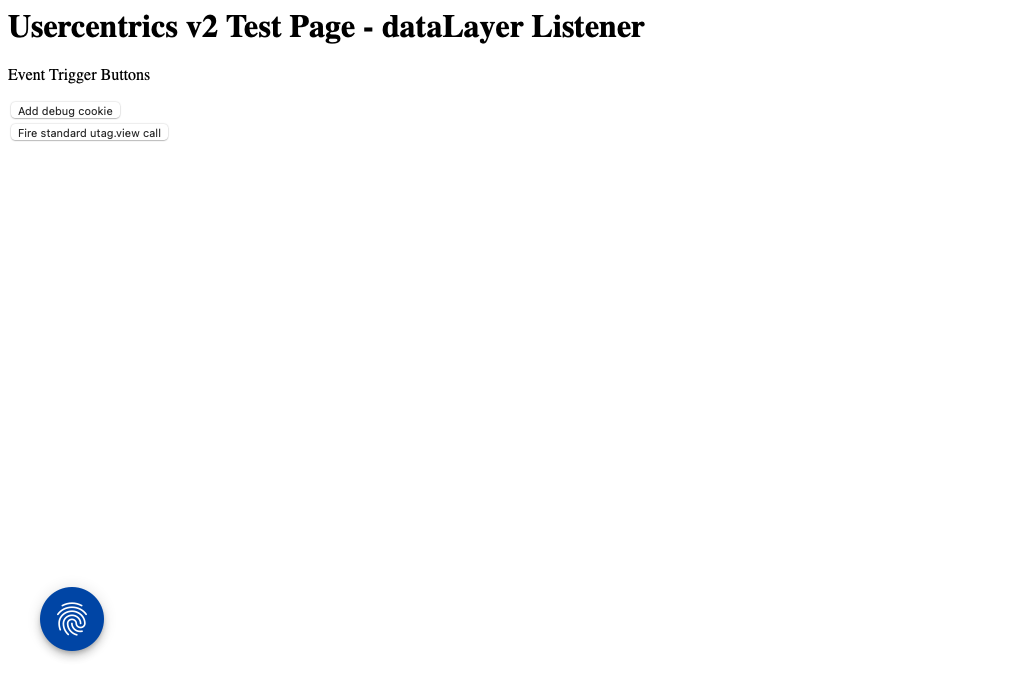 Usercentrics v2 Test Page - dataLayer Listener
Event Trigger Buttons
Add debug cookie
Fire standard utag.view call